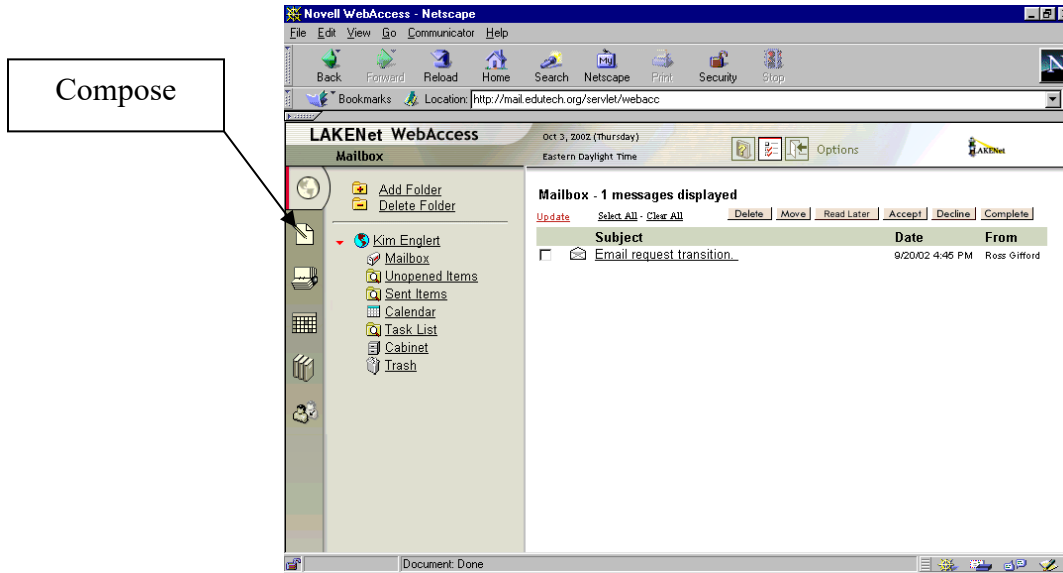 Compose
Novell WebAccess - Netscape
File Edit View Go Communicator Help
Back Forward Reload Home Search Netscape Print Security Stop
My
N
Bookmarks Location: http://mail.edutech.org/servlet/webacc
LAKENet WebAccess
Mailbox
Oct 3, 2002 (Thursday)
Eastern Daylight Time
Options
LAKENet
Add Folder
Delete Folder
Kim Englert
Mailbox
Unopened Items
Sent Items
Calendar
Task List
Cabinet
Trash
Mailbox - 1 messages displayed
Update Select All - Clear All Delete Move Read Later Accept Decline Complete
Subject Date From
Email request transition. 9/20/02 4:45 PM Ross Gifford
Document: Done